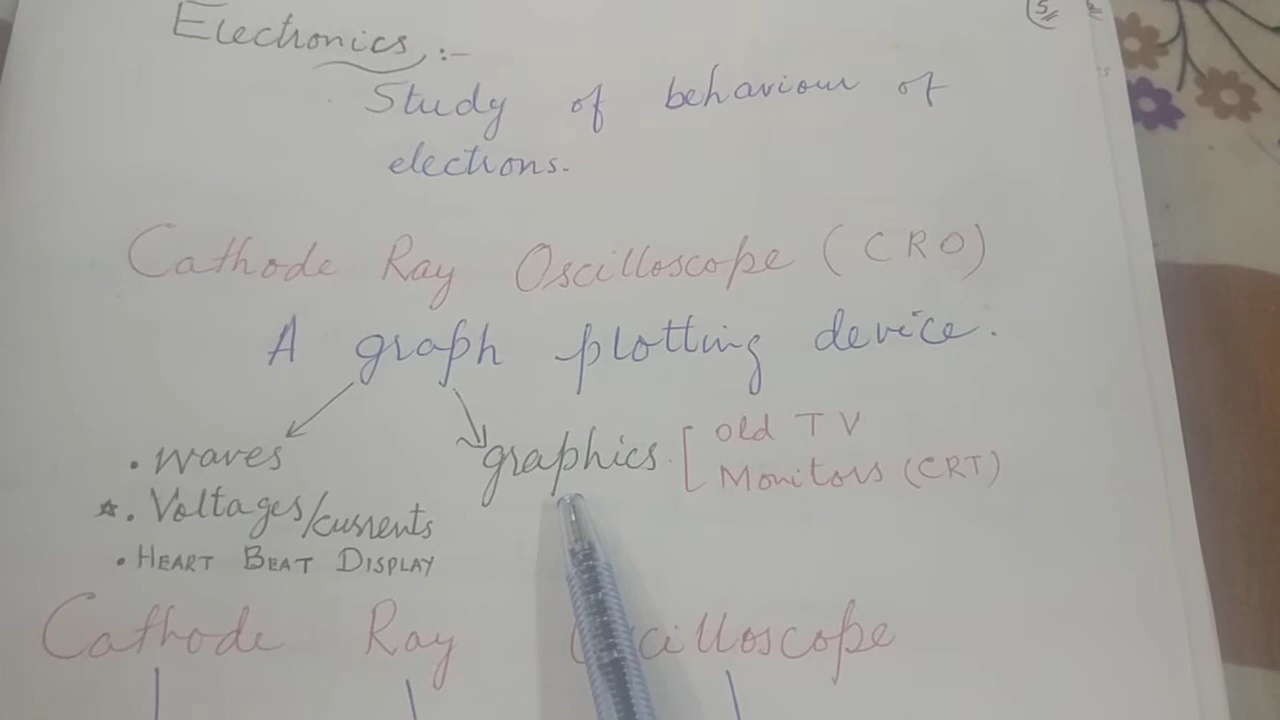 Electronics :-
5
Study of behaviour of
electrons.
Cathode Ray Oscilloscope (CRO)
A graph plotting device.
. waves
graphics. [ Old TV
Monitors (CRT)
*. Voltages/currents
. HEART BEAT DISPLAY
Cathode Ray Oscilloscope